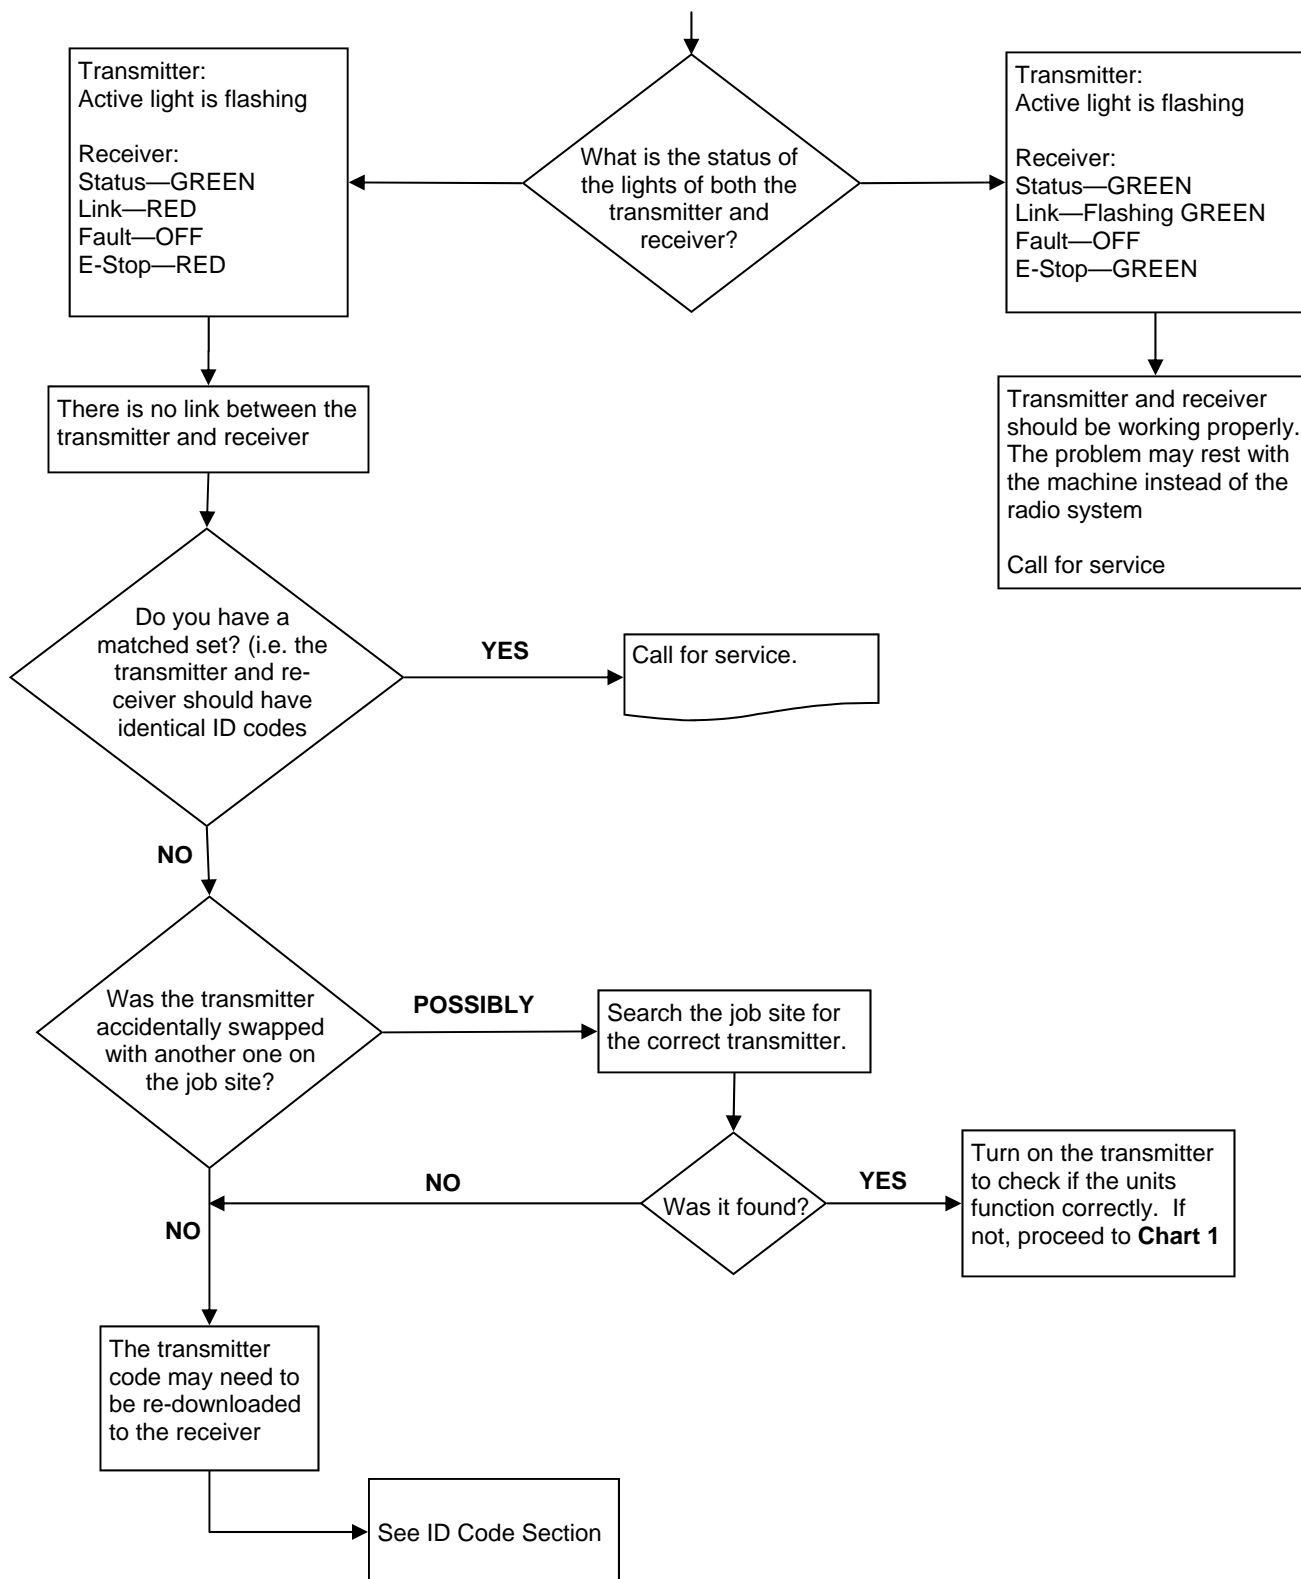 What is the status of
the lights of both the
transmitter and
receiver?
Transmitter:
Active light is flashing
Receiver:
Status—GREEN
Link—RED
Fault—OFF
E-Stop—RED
Transmitter:
Active light is flashing
Receiver:
Status—GREEN
Link—Flashing GREEN
Fault—OFF
E-Stop—GREEN
There is no link between the
transmitter and receiver
Transmitter and receiver
should be working properly.
The problem may rest with
the machine instead of the
radio system
Call for service
Do you have a
matched set? (i.e. the
transmitter and re-
ceiver should have
identical ID codes
YES
Call for service.
NO
Was the transmitter
accidentally swapped
with another one on
the job site?
POSSIBLY
Search the job site for
the correct transmitter.
Was it found?
YES
Turn on the transmitter
to check if the units
function correctly.  If
not, proceed to Chart 1
NO
NO
The transmitter
code may need to
be re-downloaded
to the receiver
See ID Code Section